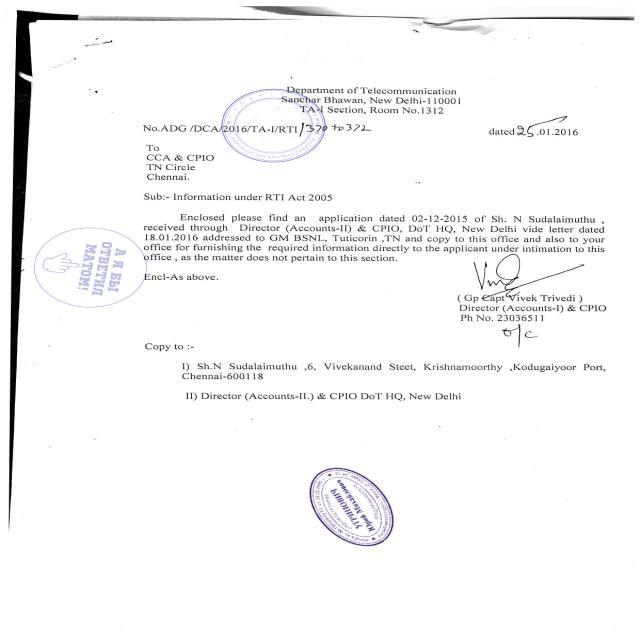 Department of Telecommunication
Sanchar Bhawan, New Delhi-110001
TA-I Section, Room No.1312
No.ADG /DCA/2016/TA-I/RTI/370 to 372
dated 25.01.2016
To
CCA & CPIO
TN Circle
Chennai.
Sub:- Information under RTI Act 2005
Enclosed please find an application dated 02-12-2015 of Sh. N Sudalaimuthu ,
received through Director (Accounts-II) & CPIO, DoT HQ, New Delhi vide letter dated
18.01.2016 addressed to GM BSNL, Tuticorin ,TN and copy to this office and also to your
office for furnishing the required information directly to the applicant under intimation to this
office , as the matter does not pertain to this section.
А Я БЫ
ОТВЕТИЛ
МАТОМ!
Encl-As above.
( Gp Capt Vivek Trivedi )
Director (Accounts-I) & CPIO
Ph No. 23036511
o/c
Copy to :-
I) Sh.N Sudalaimuthu ,6, Vivekanand Steet, Krishnamoorthy ,Kodugaiyoor Port,
Chennai-600118
II) Director (Accounts-II.) & CPIO DoT HQ, New Delhi
УГРИНОВИЧ
Юрий Михайлович